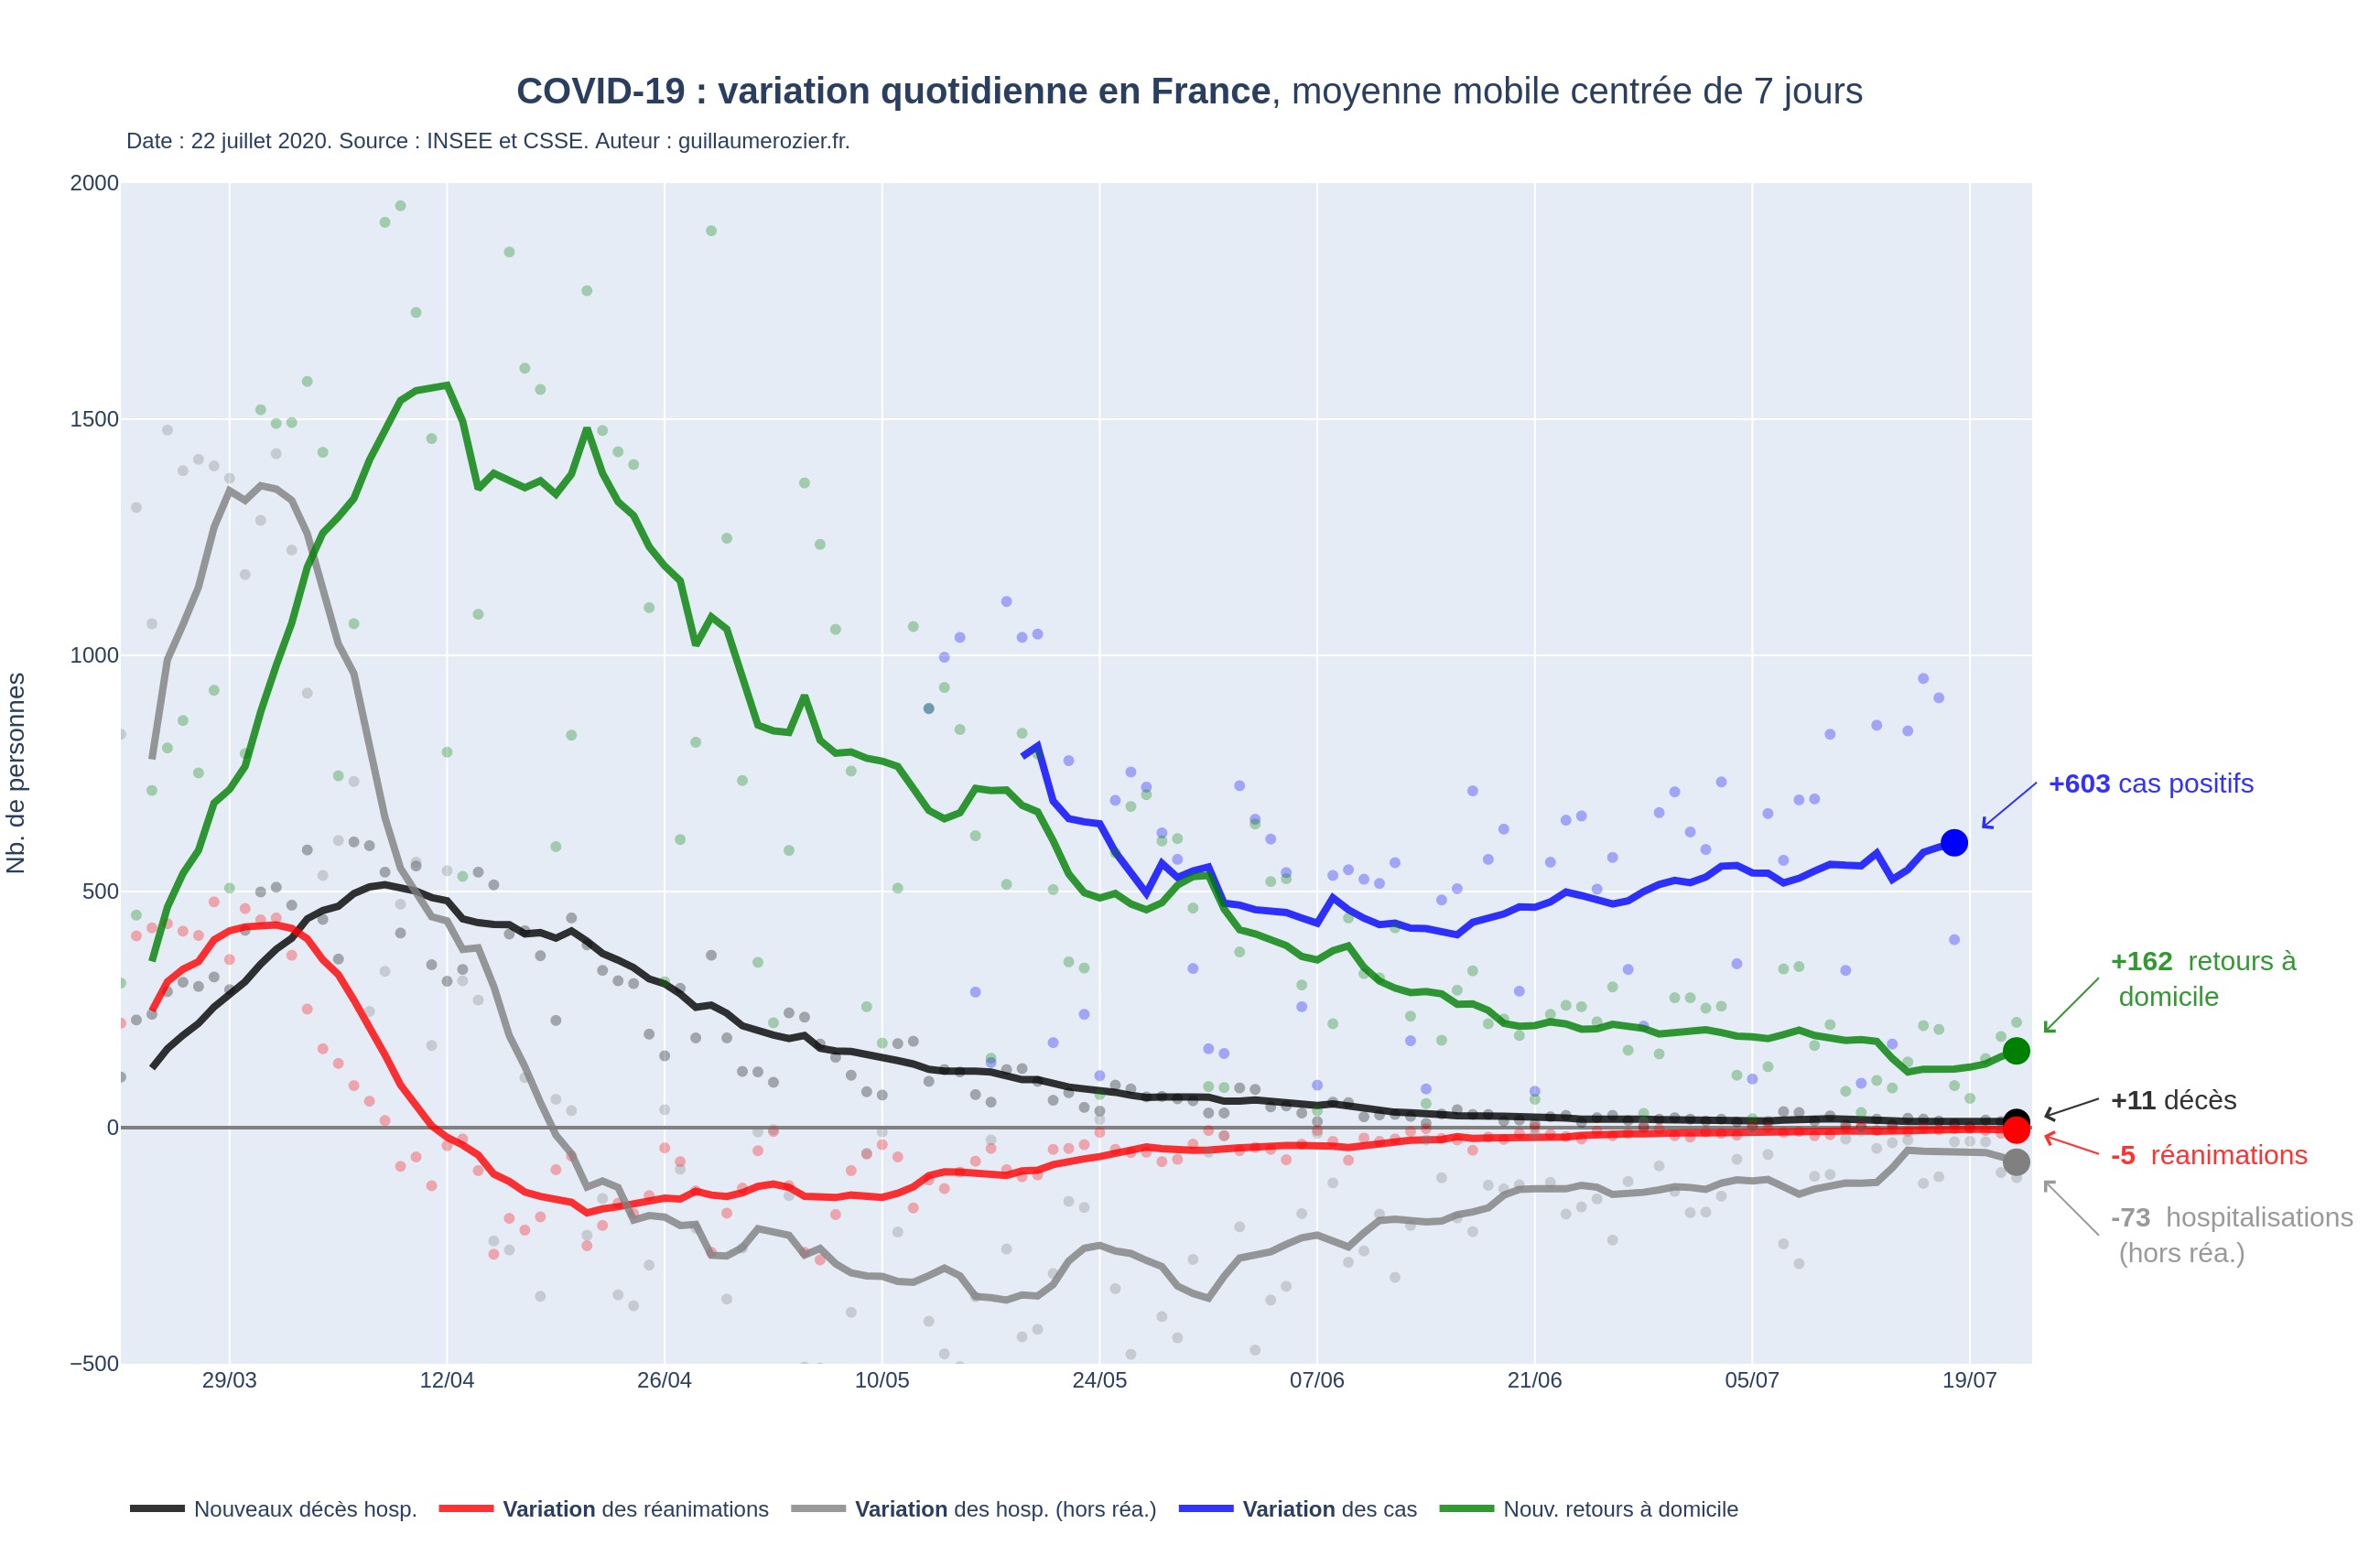 COVID-19 : variation quotidienne en France, moyenne mobile centrée de 7 jours
Date : 22 juillet 2020. Source : INSEE et CSSE. Auteur : guillaumerozier.fr.
Nb. de personnes
2000
1500
1000
500
0
−500
29/03
12/04
26/04
10/05
24/05
07/06
21/06
05/07
19/07
+603 cas positifs
+162 retours à
domicile
+11 décès
-5 réanimations
-73 hospitalisations
(hors réa.)
Nouveaux décès hosp.
Variation des réanimations
Variation des hosp. (hors réa.)
Variation des cas
Nouv. retours à domicile